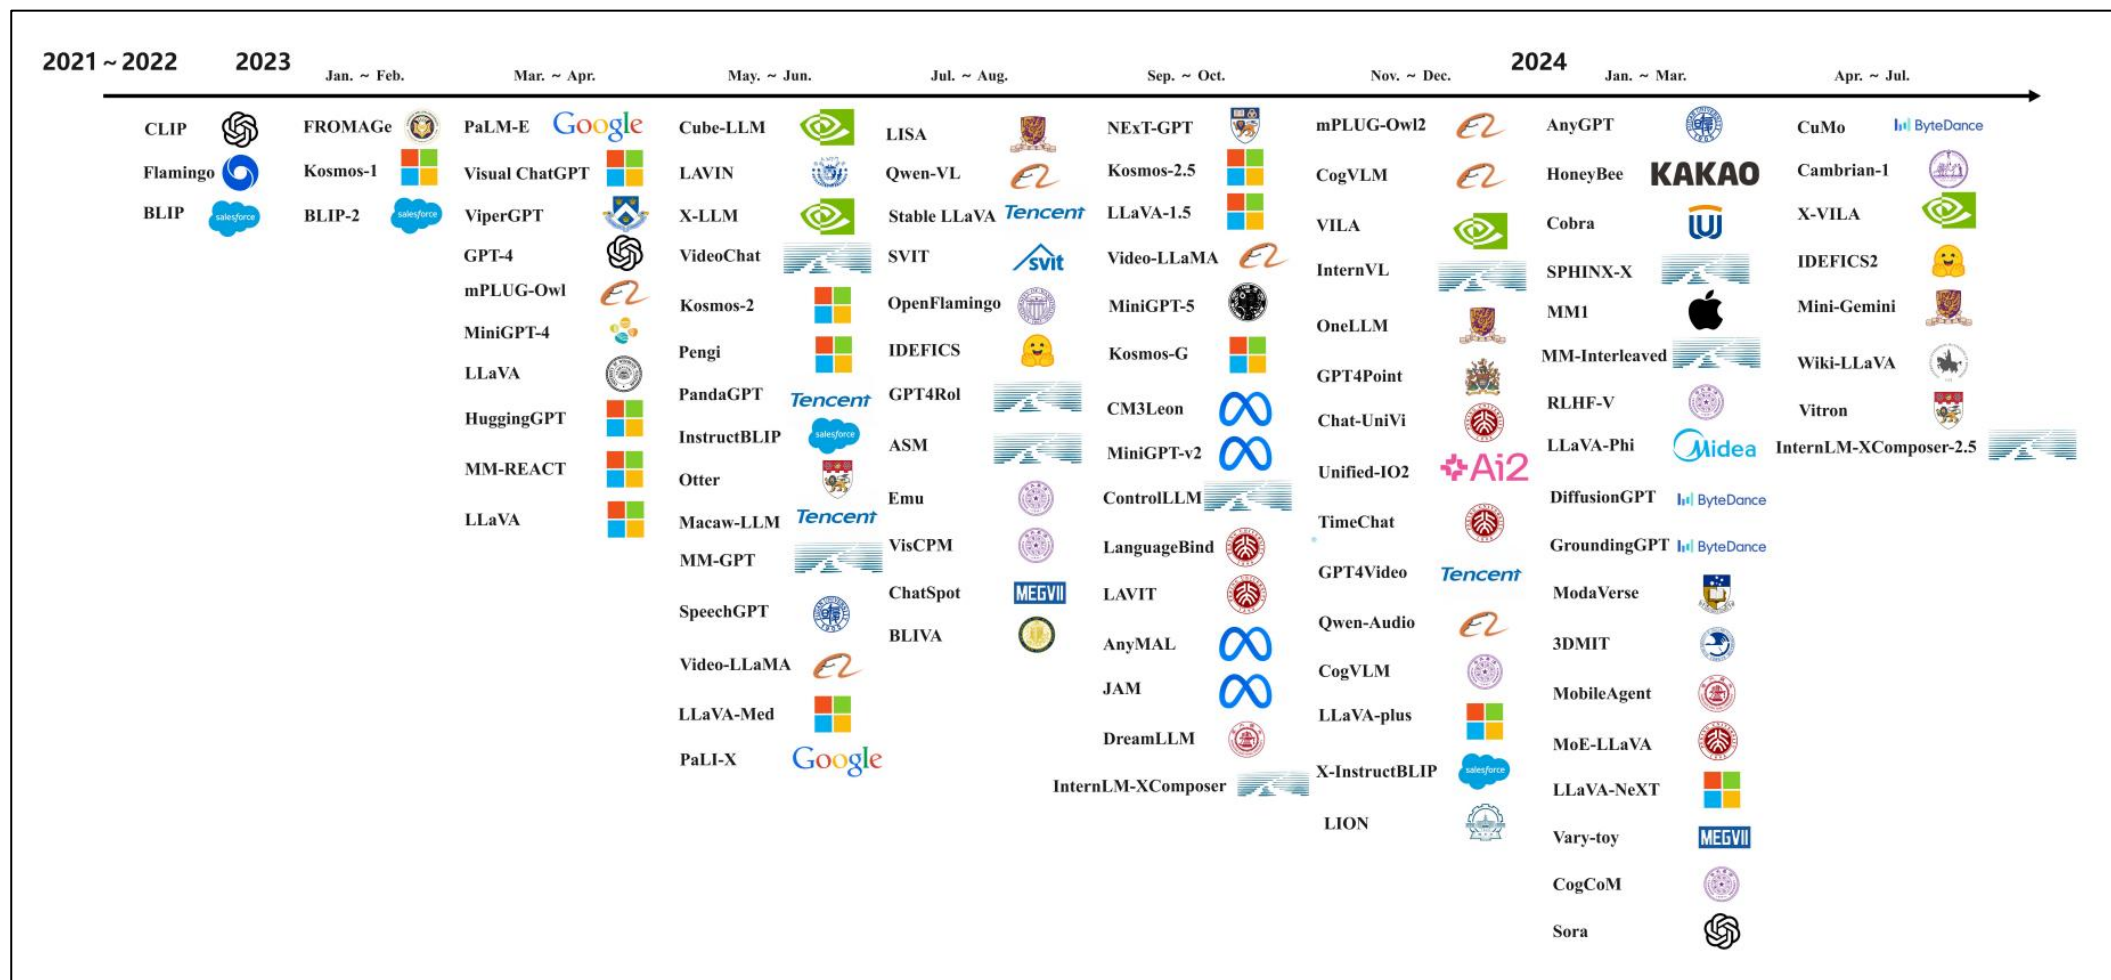 2021 ~ 2022
2023
2024
Jan. ~ Feb.
Mar. ~ Apr.
May. ~ Jun.
Jul. ~ Aug.
Sep. ~ Oct.
Nov. ~ Dec.
Jan. ~ Mar.
Apr. ~ Jul.
CLIP
Flamingo
BLIP salesforce
FROMAGe
Kosmos-1
BLIP-2 salesforce
PaLM-E Google
Visual ChatGPT
ViperGPT
GPT-4
mPLUG-Owl
MiniGPT-4
LLaVA
HuggingGPT
MM-REACT
LLaVA
Cube-LLM
LAVIN
X-LLM
VideoChat
Kosmos-2
Pengi
PandaGPT Tencent
InstructBLIP salesforce
Otter
Macaw-LLM Tencent
MM-GPT
SpeechGPT
Video-LLaMA
LLaVA-Med
PaLI-X Google
LISA
Qwen-VL
Stable LLaVA Tencent
SVIT svit
OpenFlamingo
IDEFICS
GPT4Rol
ASM
Emu
VisCPM
ChatSpot MEGVII
BLIVA
NExT-GPT
Kosmos-2.5
LLaVA-1.5
Video-LLaMA
MiniGPT-5
Kosmos-G
CM3Leon
MiniGPT-v2
ControlLLM
LanguageBind
LAVIT
AnyMAL
JAM
DreamLLM
InternLM-XComposer
mPLUG-Owl2
CogVLM
VILA
InternVL
OneLLM
GPT4Point
Chat-UniVi
Unified-IO2 Ai2
TimeChat
GPT4Video Tencent
Qwen-Audio
CogVLM
LLaVA-plus
X-InstructBLIP salesforce
LION
AnyGPT
HoneyBee KAKAO
Cobra
SPHINX-X
MM1
MM-Interleaved
RLHF-V
LLaVA-Phi Midea
DiffusionGPT ByteDance
GroundingGPT ByteDance
ModaVerse
3DMIT
MobileAgent
MoE-LLaVA
LLaVA-NeXT
Vary-toy MEGVII
CogCoM
Sora
CuMo ByteDance
Cambrian-1
X-VILA
IDEFICS2
Mini-Gemini
Wiki-LLaVA
Vitron
InternLM-XComposer-2.5